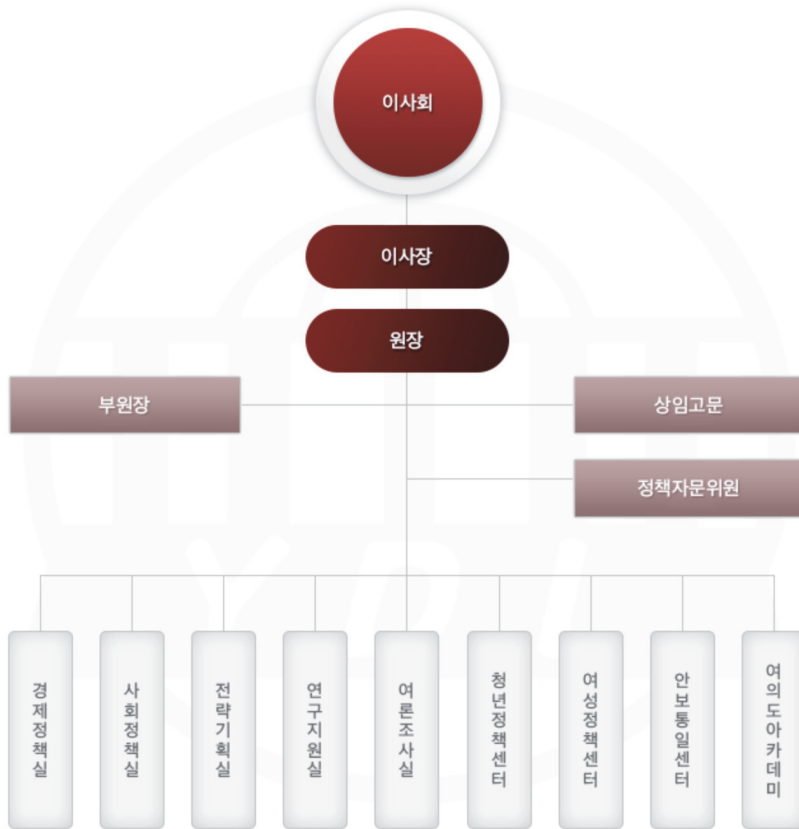 이사회
이사장
원장
부원장
상임고문
정책자문위원
경제정책실
사회정책실
전략기획실
연구지원실
여론조사실
청년정책센터
여성정책센터
안보통일센터
여의도아카데미
YDI